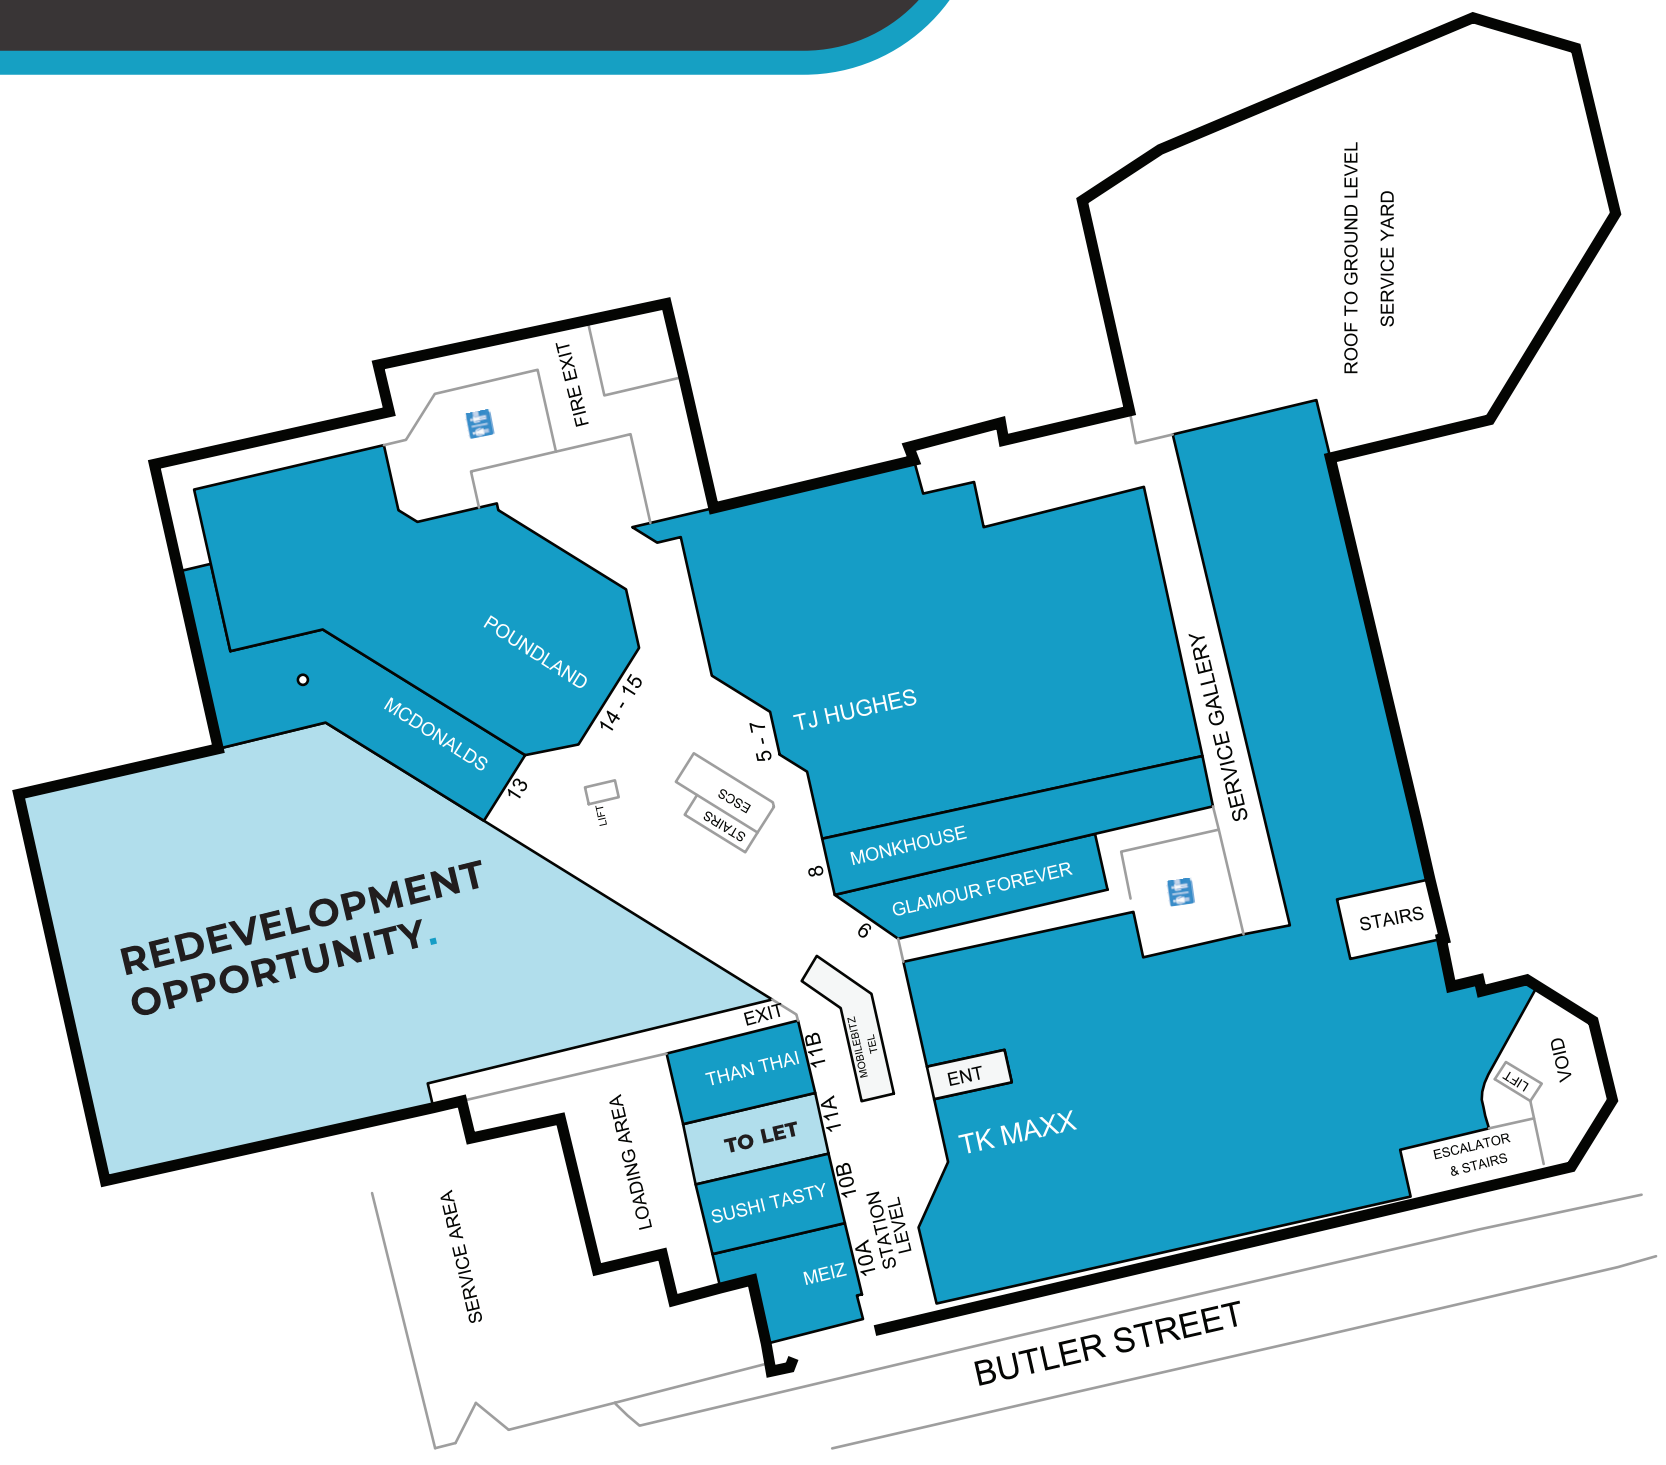 ROOF TO GROUND LEVEL
SERVICE YARD
FIRE EXIT
POUNDLAND
14 - 15
MCDONALDS
13
LIFT
ESCS
STAIRS
TJ HUGHES
5 - 7
SERVICE GALLERY
MONKHOUSE
8
GLAMOUR FOREVER
9
STAIRS
REDEVELOPMENT
OPPORTUNITY.
EXIT
MOBILEBITZ
TEL
THAN THAI
11B
ENT
TK MAXX
VOID
LIFT
ESCALATOR
& STAIRS
TO LET
11A
LOADING AREA
SUSHI TASTY
10B
STATION
LEVEL
MEIZ
10A
SERVICE AREA
BUTLER STREET